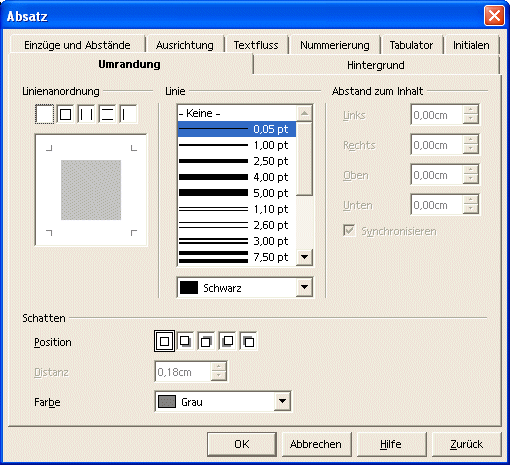 Absatz
Einzüge und Abstände Ausrichtung Textfluss Nummerierung Tabulator Initialen
Umrandung Hintergrund
Linienanordnung Linie Abstand zum Inhalt
- Keine -
0,05 pt
1,00 pt
2,50 pt
4,00 pt
5,00 pt
1,10 pt
2,60 pt
3,00 pt
7,50 pt
Schwarz
Links 0,00cm
Rechts 0,00cm
Oben 0,00cm
Unten 0,00cm
Synchronisieren
Schatten
Position
Distanz 0,18cm
Farbe Grau
OK Abbrechen Hilfe Zurück